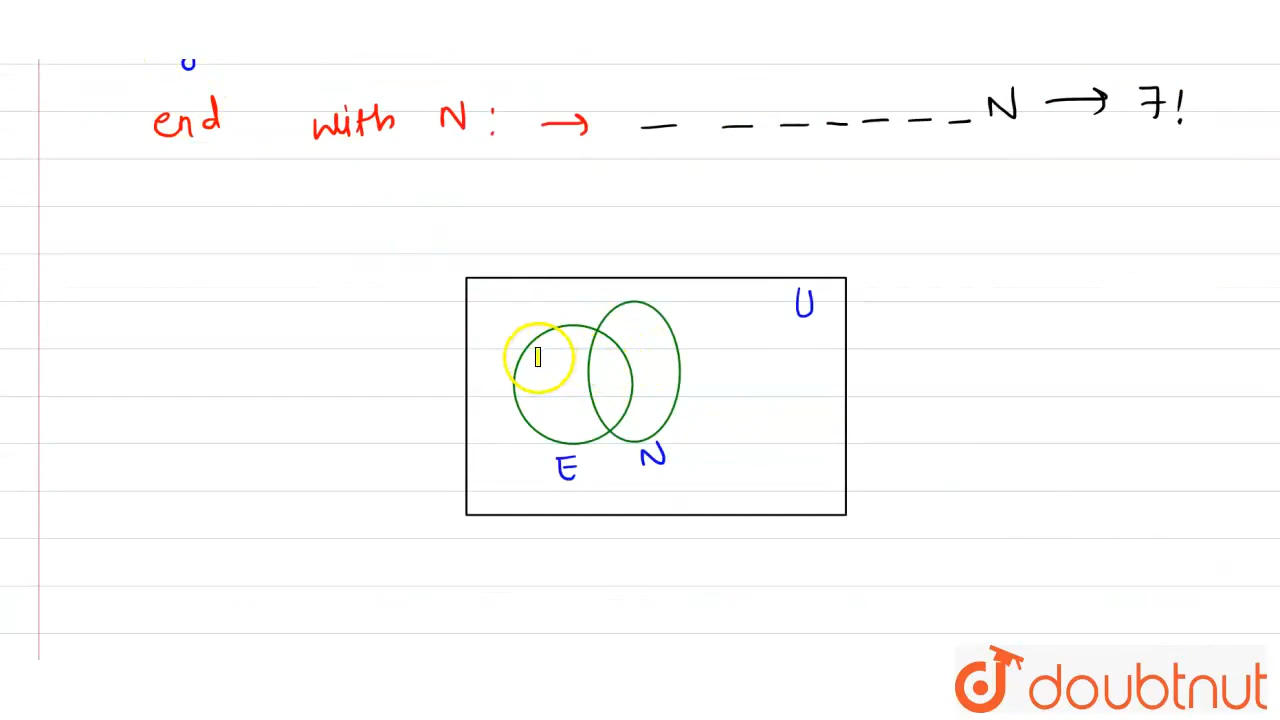 end with N: → _ _ _ _ _ _ _ N → 7!
U
E N
doubtnut